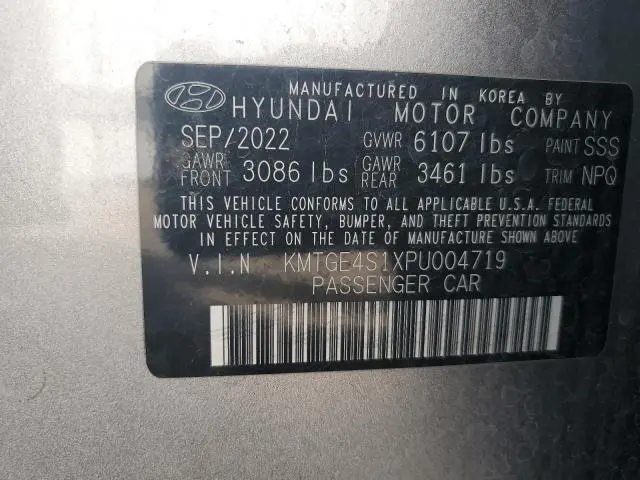 MANUFACTURED IN KOREA BY
HYUNDAI MOTOR COMPANY
SEP/2022 GVWR 6107 lbs PAINT SSS
GAWR FRONT 3086 lbs GAWR REAR 3461 lbs TRIM NPQ
THIS VEHICLE CONFORMS TO ALL APPLICABLE U.S.A. FEDERAL
MOTOR VEHICLE SAFETY, BUMPER, AND THEFT PREVENTION STANDARDS
IN EFFECT ON THE DATE OF MANUFACTURE SHOWN ABOVE
V.I.N KMTGE4S1XPU004719
PASSENGER CAR